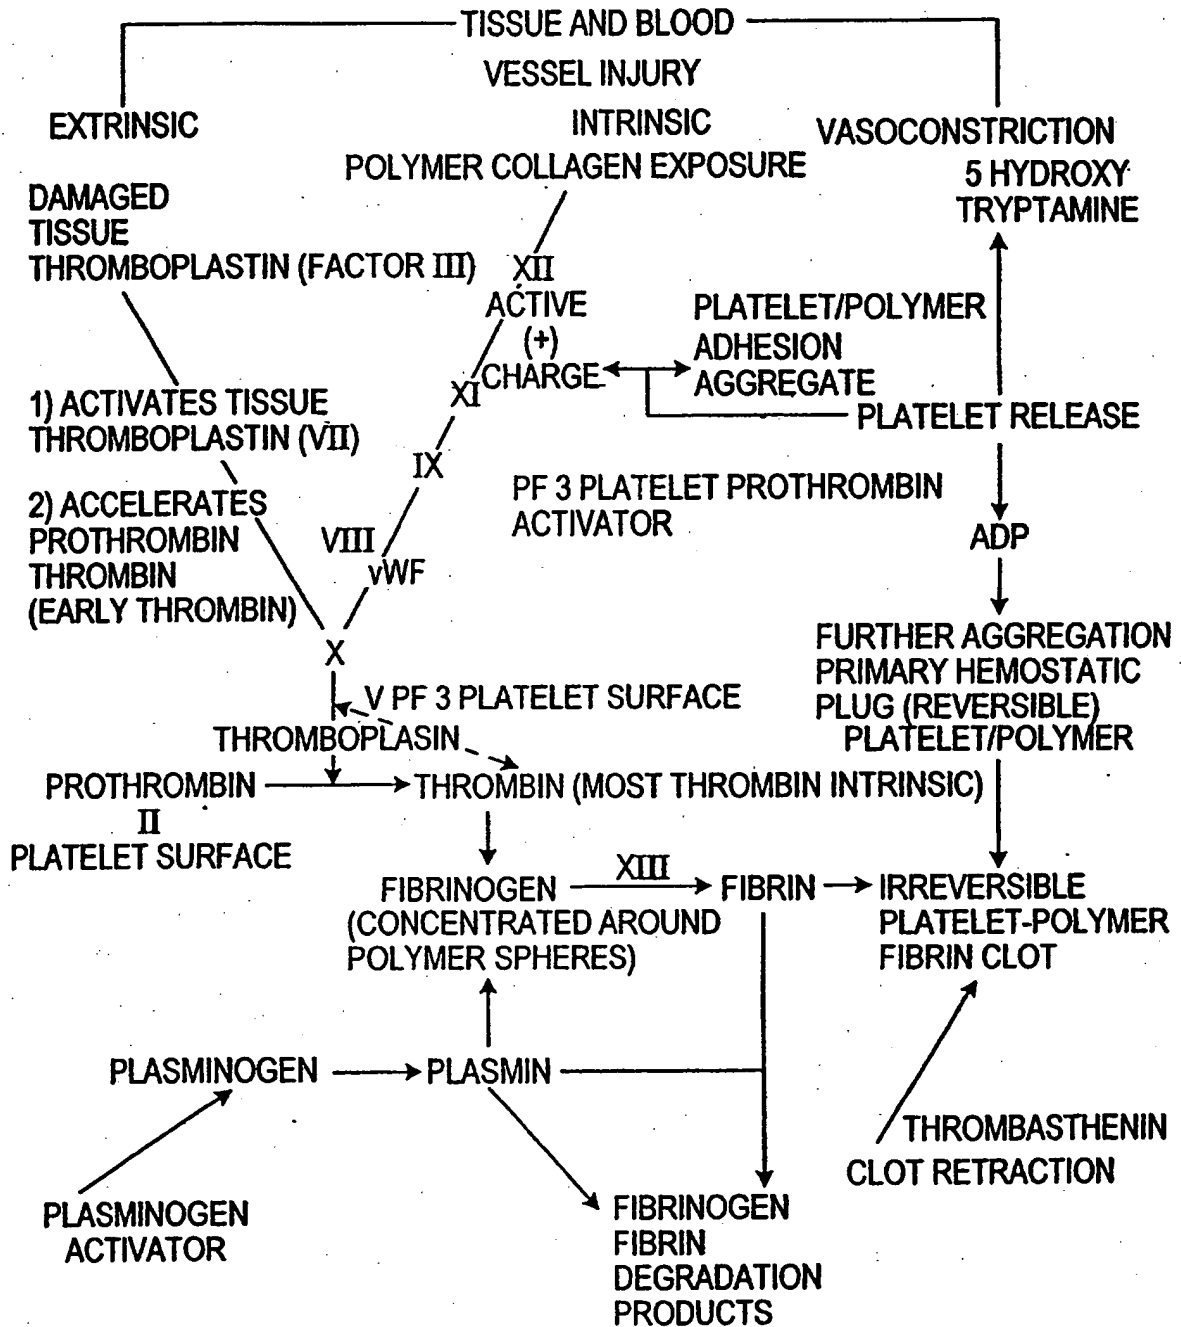 TISSUE AND BLOOD
VESSEL INJURY
EXTRINSIC
INTRINSIC
VASOCONSTRICTION
POLYMER COLLAGEN EXPOSURE
5 HYDROXY
TRYPTAMINE
DAMAGED
TISSUE
THROMBOPLASTIN (FACTOR III)
XII
ACTIVE
(+)
CHARGE
PLATELET/POLYMER
ADHESION
AGGREGATE
XI
PLATELET RELEASE
1) ACTIVATES TISSUE
THROMBOPLASTIN (VII)
IX
2) ACCELERATES
PROTHROMBIN
THROMBIN
(EARLY THROMBIN)
PF 3 PLATELET PROTHROMBIN
ACTIVATOR
VIII
vWF
ADP
X
FURTHER AGGREGATION
PRIMARY HEMOSTATIC
PLUG (REVERSIBLE)
PLATELET/POLYMER
V PF 3 PLATELET SURFACE
THROMBOPLASIN
PROTHROMBIN
II
PLATELET SURFACE
THROMBIN (MOST THROMBIN INTRINSIC)
FIBRINOGEN
(CONCENTRATED AROUND
POLYMER SPHERES)
XIII
FIBRIN
IRREVERSIBLE
PLATELET-POLYMER
FIBRIN CLOT
PLASMINOGEN
PLASMIN
THROMBASTHENIN
CLOT RETRACTION
PLASMINOGEN
ACTIVATOR
FIBRINOGEN
FIBRIN
DEGRADATION
PRODUCTS